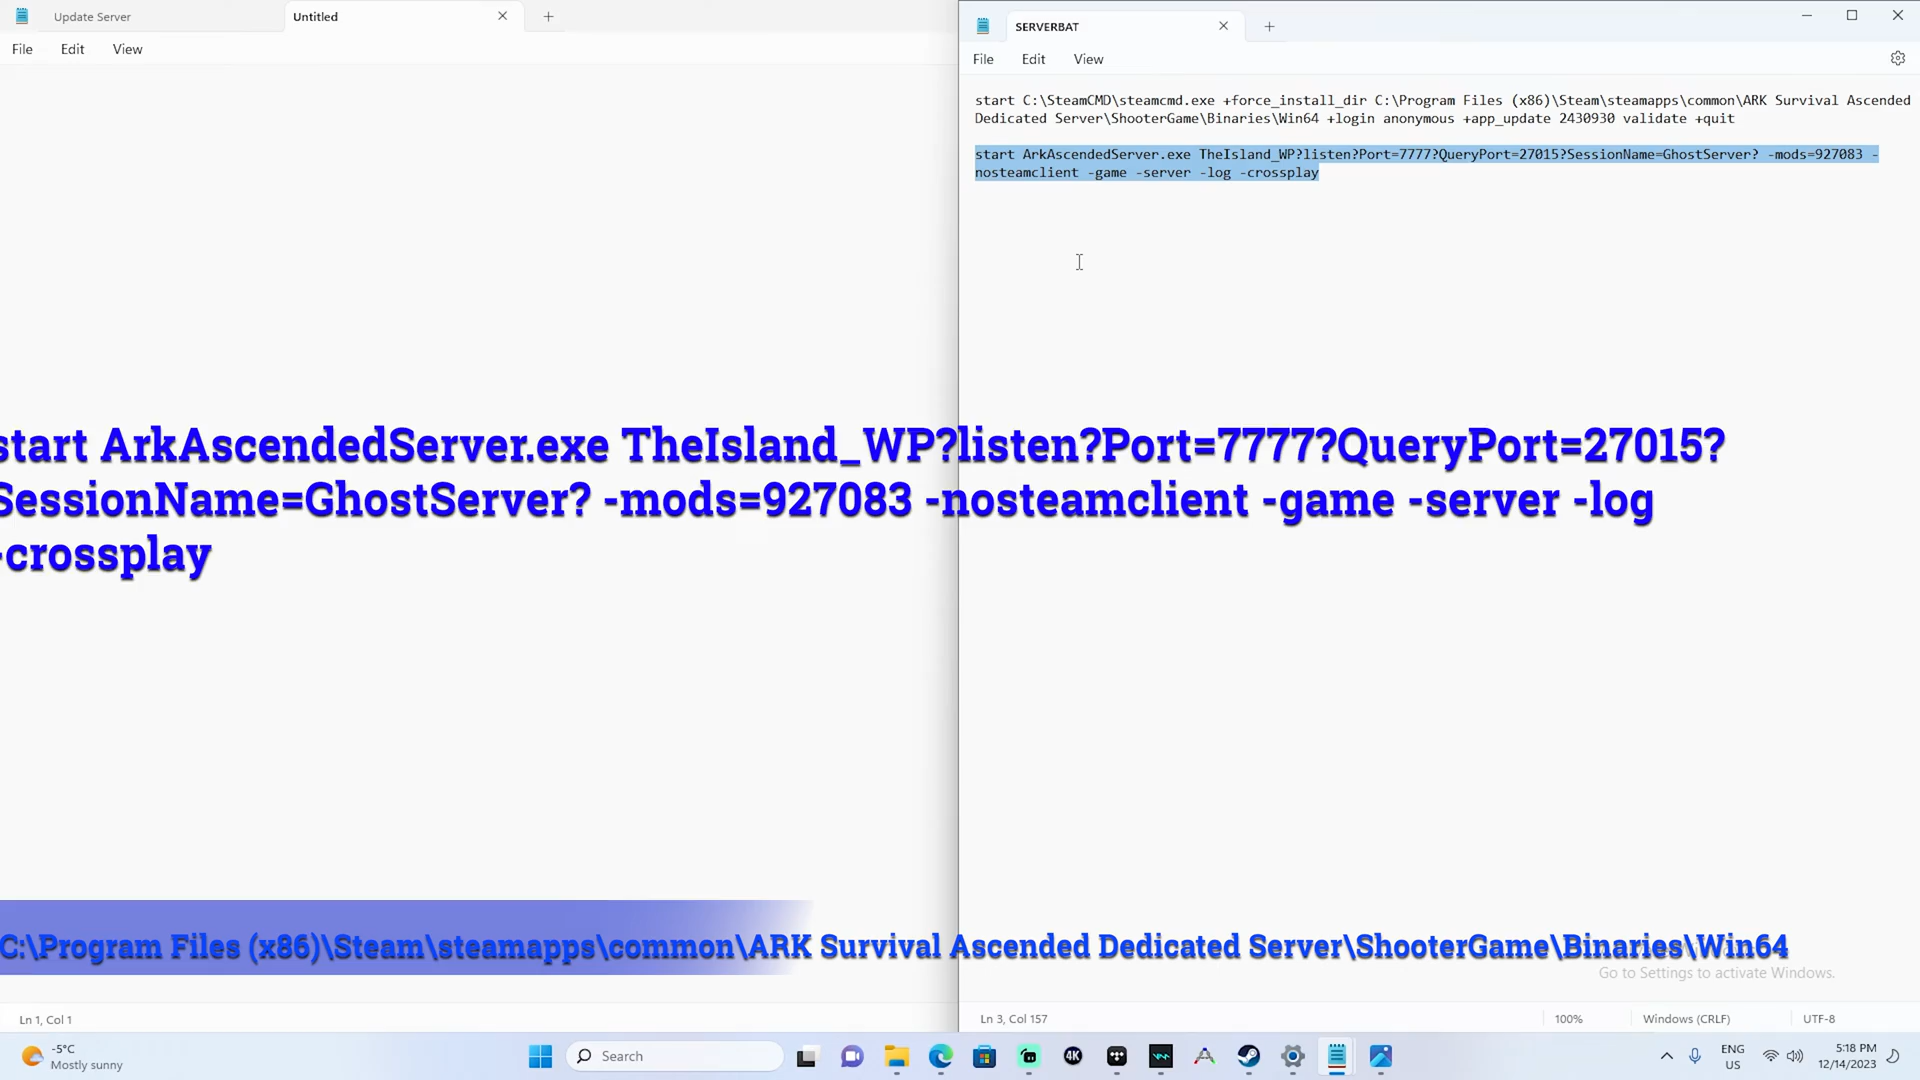 Update Server
Untitled
File Edit View
SERVERBAT
File Edit View
start C:\SteamCMD\steamcmd.exe +force_install_dir C:\Program Files (x86)\Steam\steamapps\common\ARK Survival Ascended
Dedicated Server\ShooterGame\Binaries\Win64 +login anonymous +app_update 2430930 validate +quit
start ArkAscendedServer.exe TheIsland_WP?listen?Port=7777?QueryPort=27015?SessionName=GhostServer? -mods=927083 -
nosteamclient -game -server -log -crossplay
start ArkAscendedServer.exe TheIsland_WP?listen?Port=7777?QueryPort=27015?
SessionName=GhostServer? -mods=927083 -nosteamclient -game -server -log
-crossplay
C:\Program Files (x86)\Steam\steamapps\common\ARK Survival Ascended Dedicated Server\ShooterGame\Binaries\Win64
Go to Settings to activate Windows.
Ln 1, Col 1
Ln 3, Col 157
100%
Windows (CRLF)
UTF-8
-5°C
Mostly sunny
Search
4K
ENG
US
5:18 PM
12/14/2023